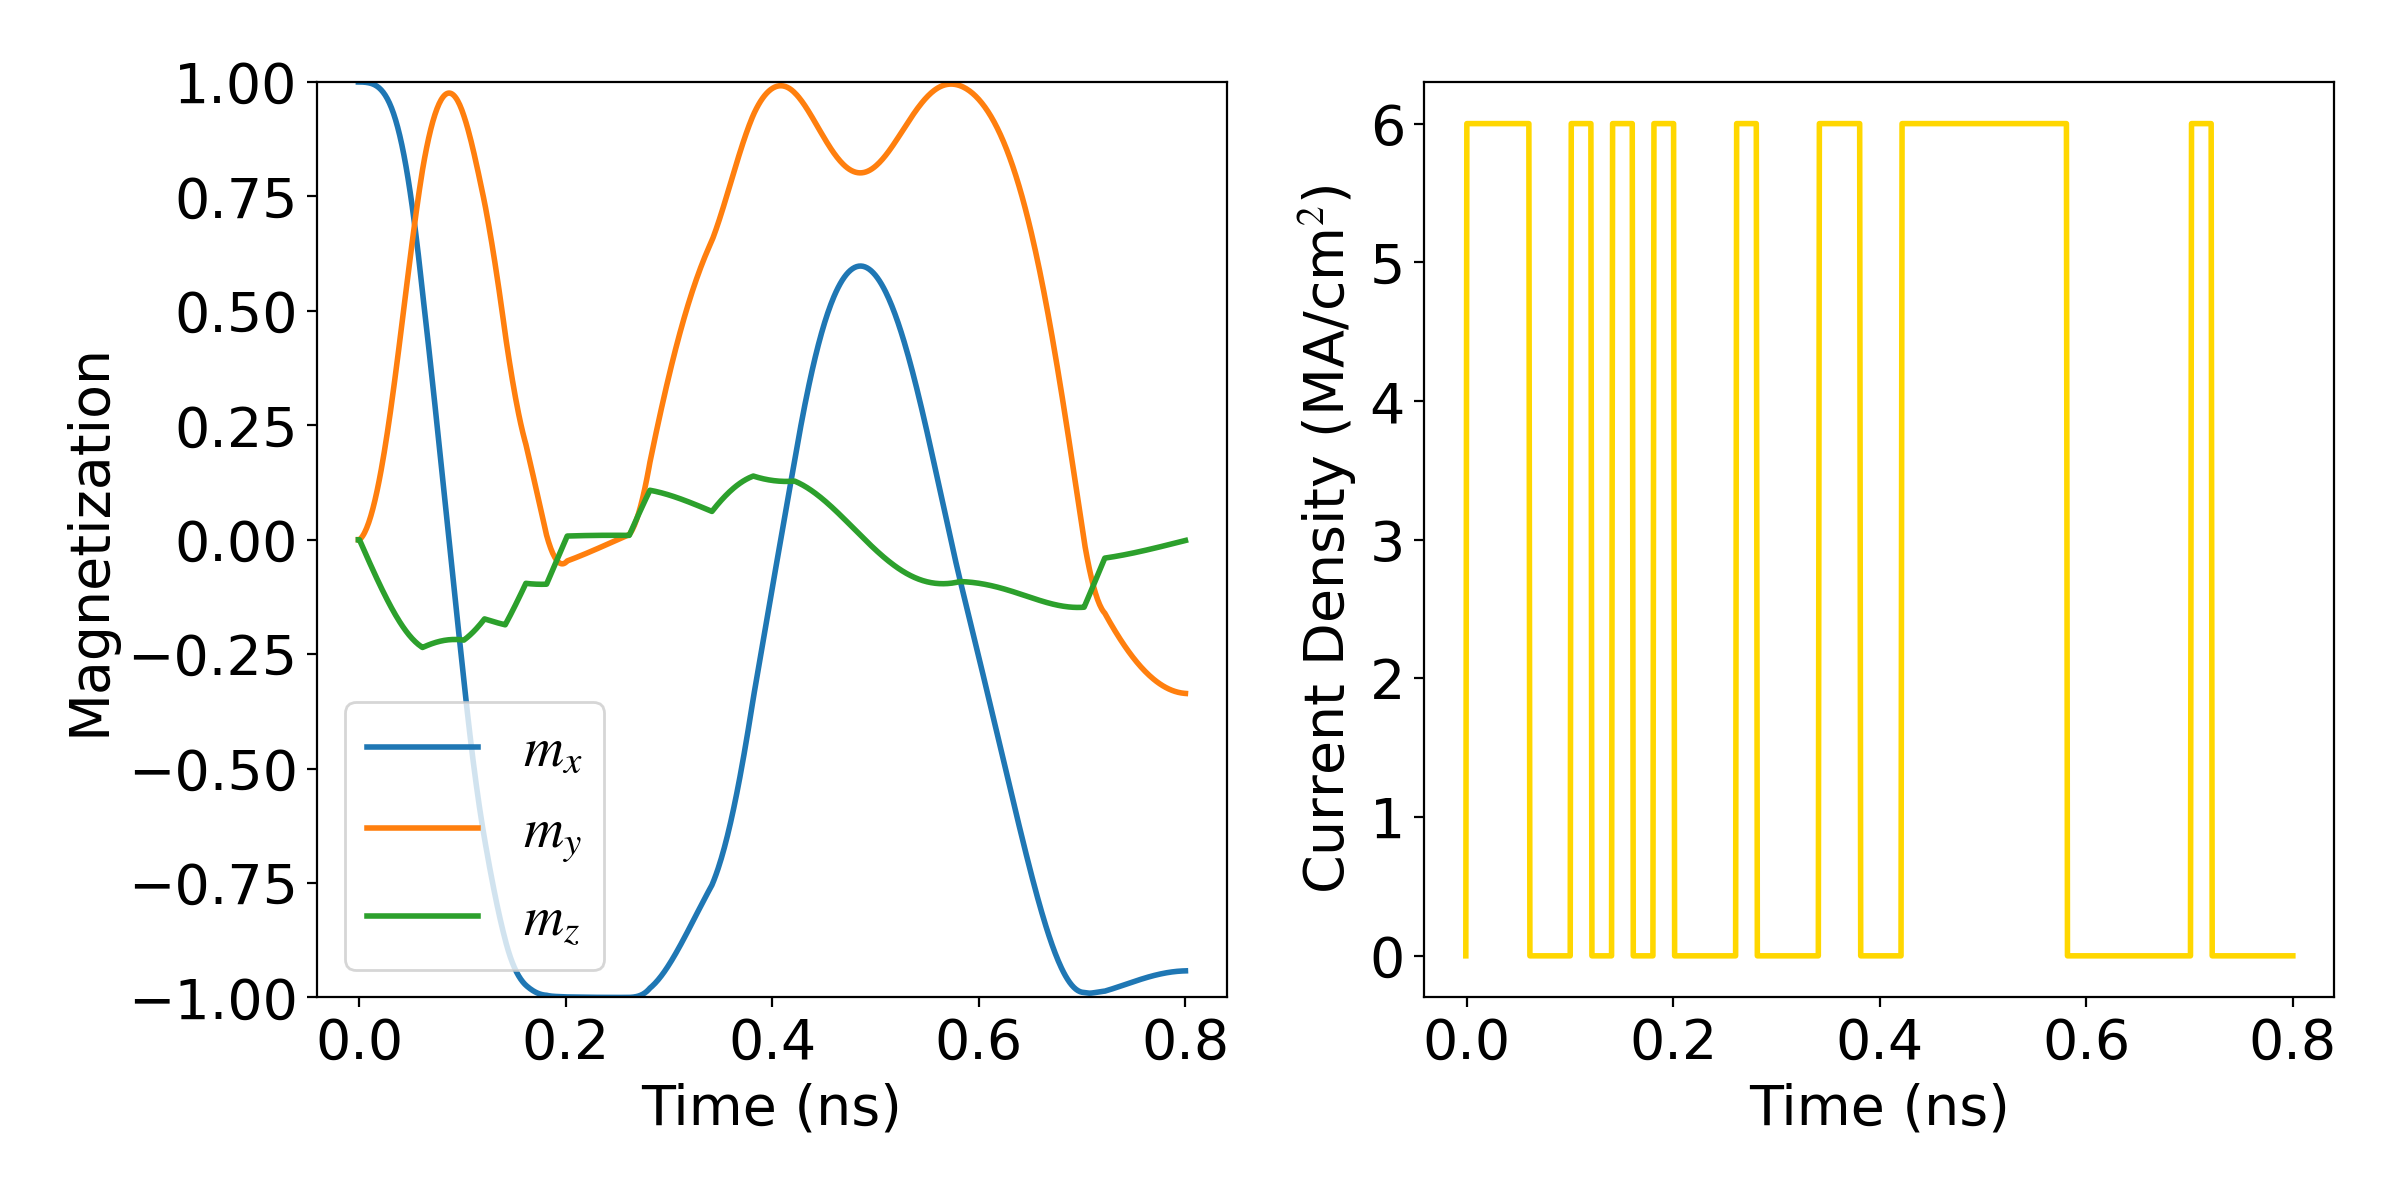 Magnetization
1.00
0.75
0.50
0.25
0.00
−0.25
−0.50
−0.75
−1.00
m_x
m_y
m_z
0.0 0.2 0.4 0.6 0.8
Time (ns)
Current Density (MA/cm²)
6
5
4
3
2
1
0
0.0 0.2 0.4 0.6 0.8
Time (ns)